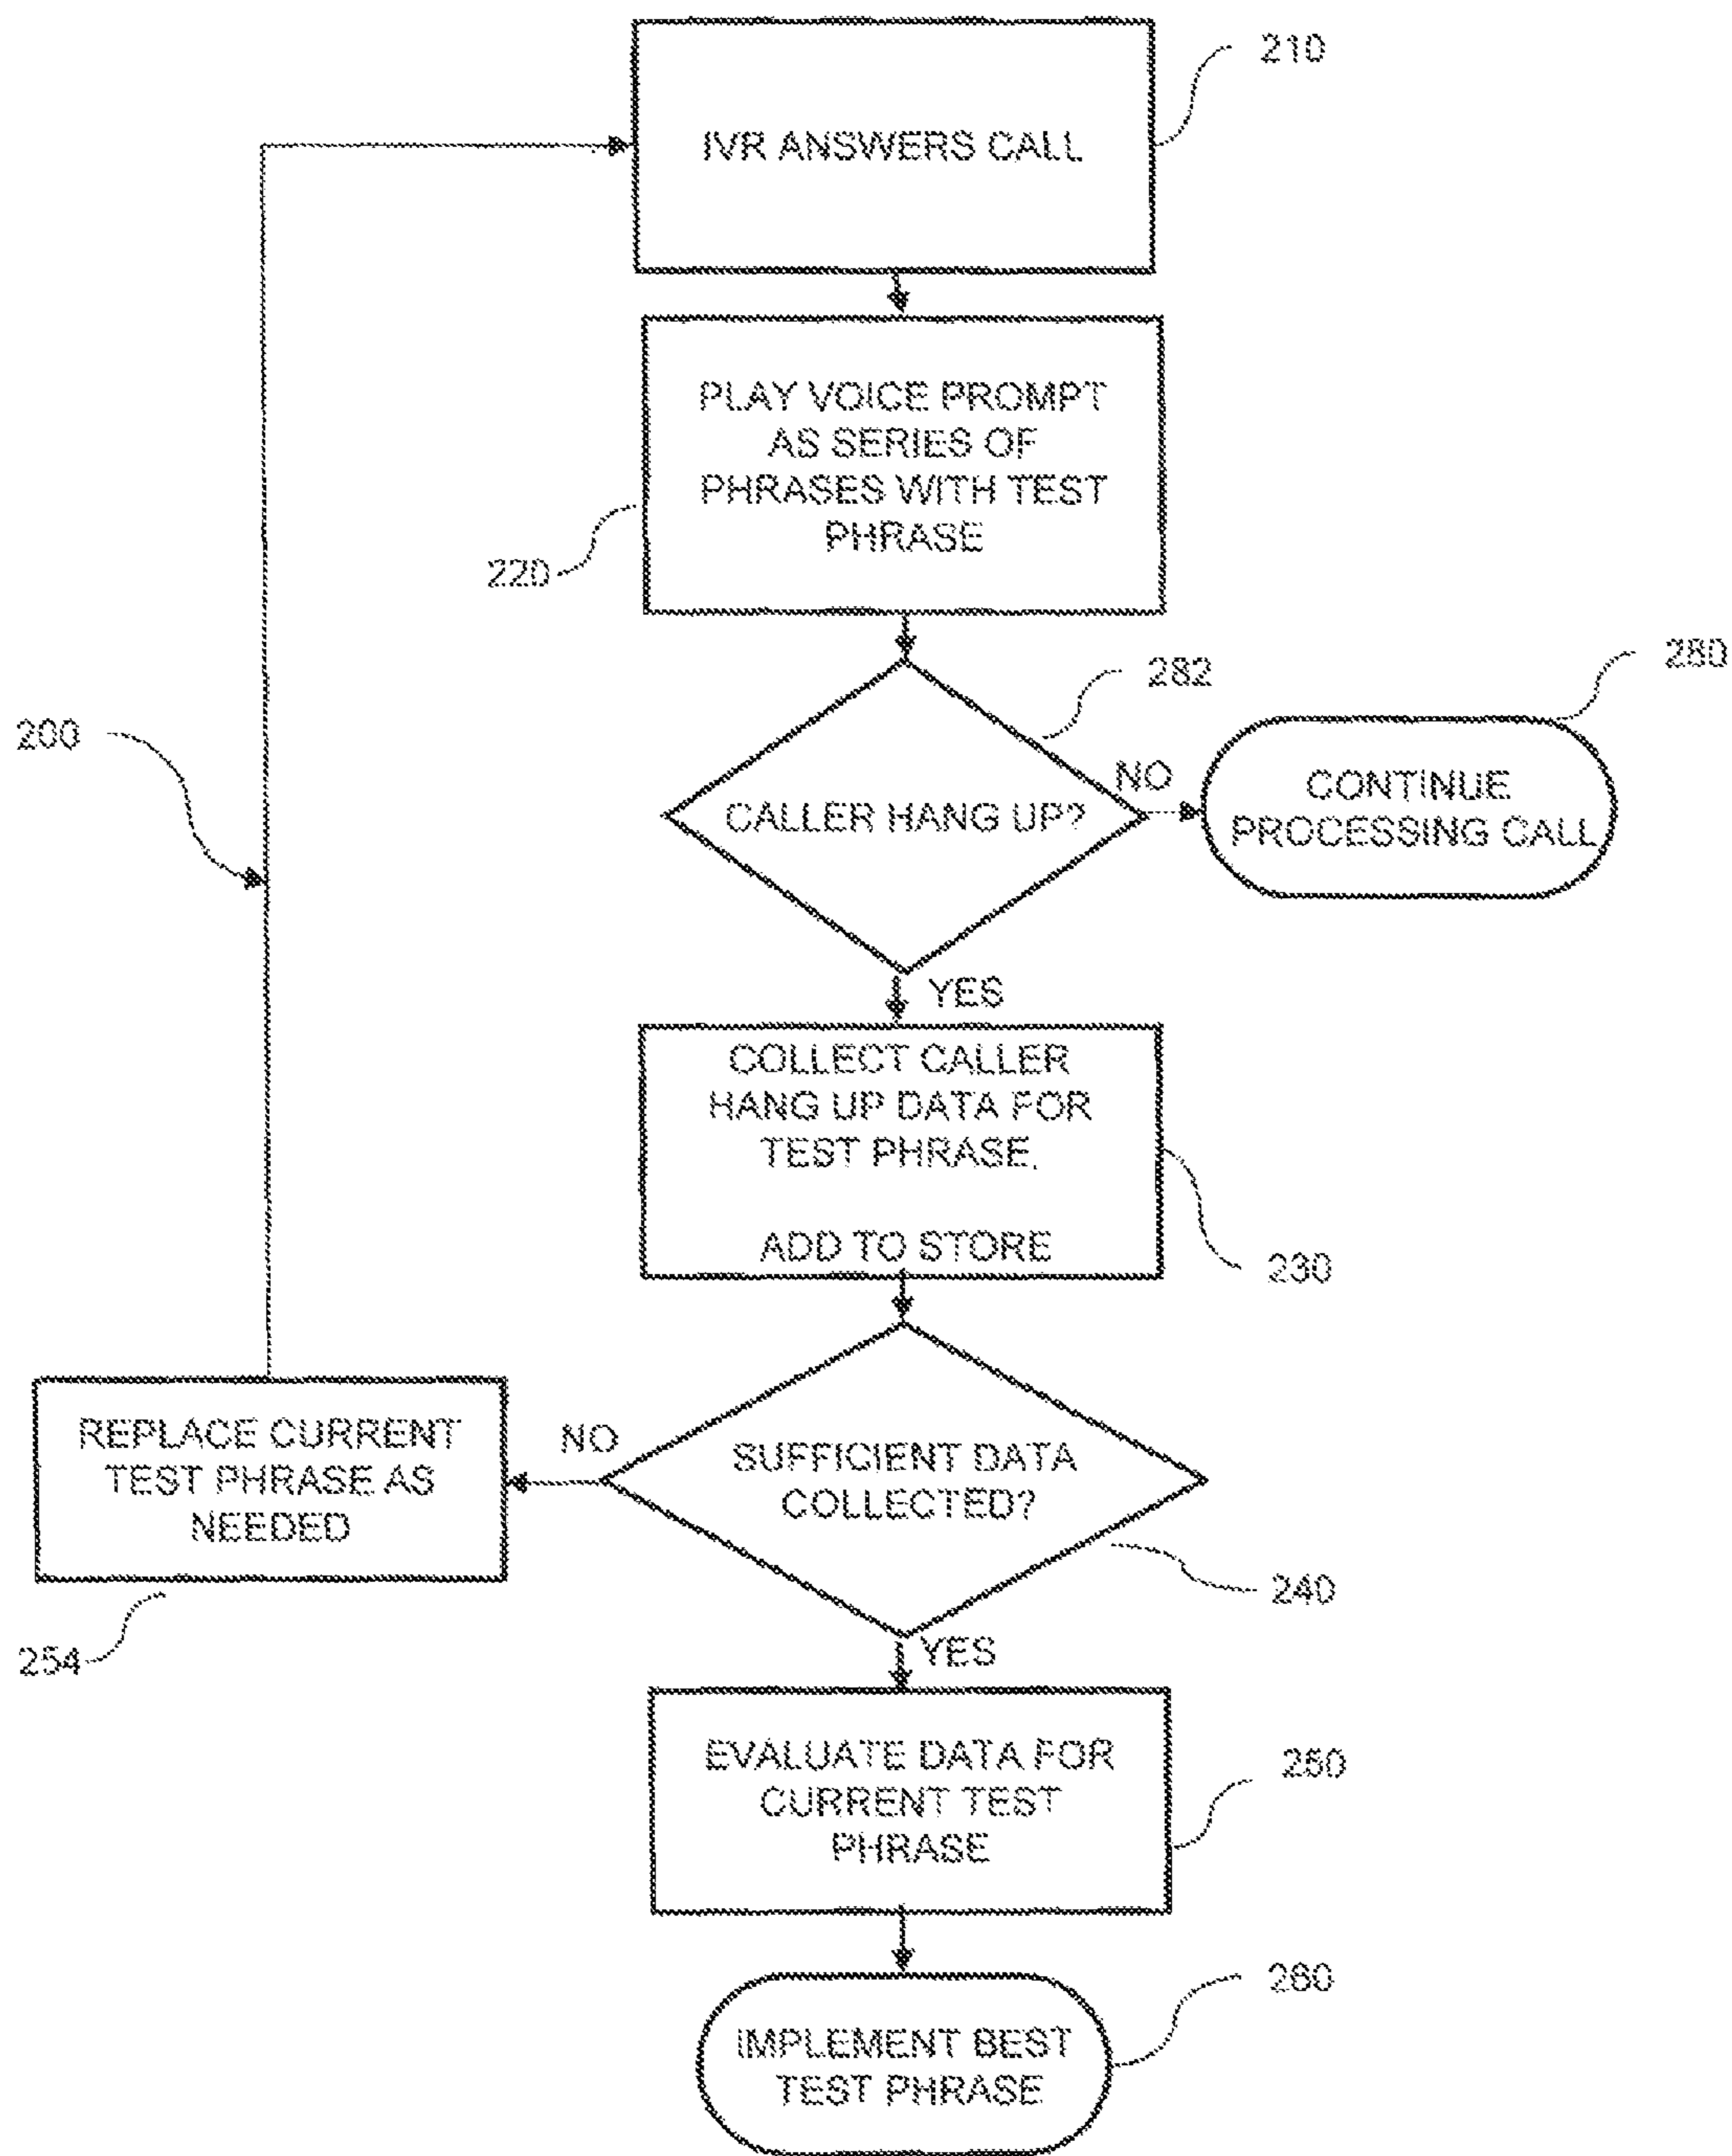 210
IVR ANSWERS CALL
PLAY VOICE PROMPT
AS SERIES OF
PHRASES WITH TEST
PHRASE
220
282
280
200
CALLER HANG UP?
NO
CONTINUE
PROCESSING CALL
YES
COLLECT CALLER
HANG UP DATA FOR
TEST PHRASE.
ADD TO STORE
230
REPLACE CURRENT
TEST PHRASE AS
NEEDED
NO
SUFFICIENT DATA
COLLECTED?
240
254
YES
EVALUATE DATA FOR
CURRENT TEST
PHRASE
250
260
IMPLEMENT BEST
TEST PHRASE